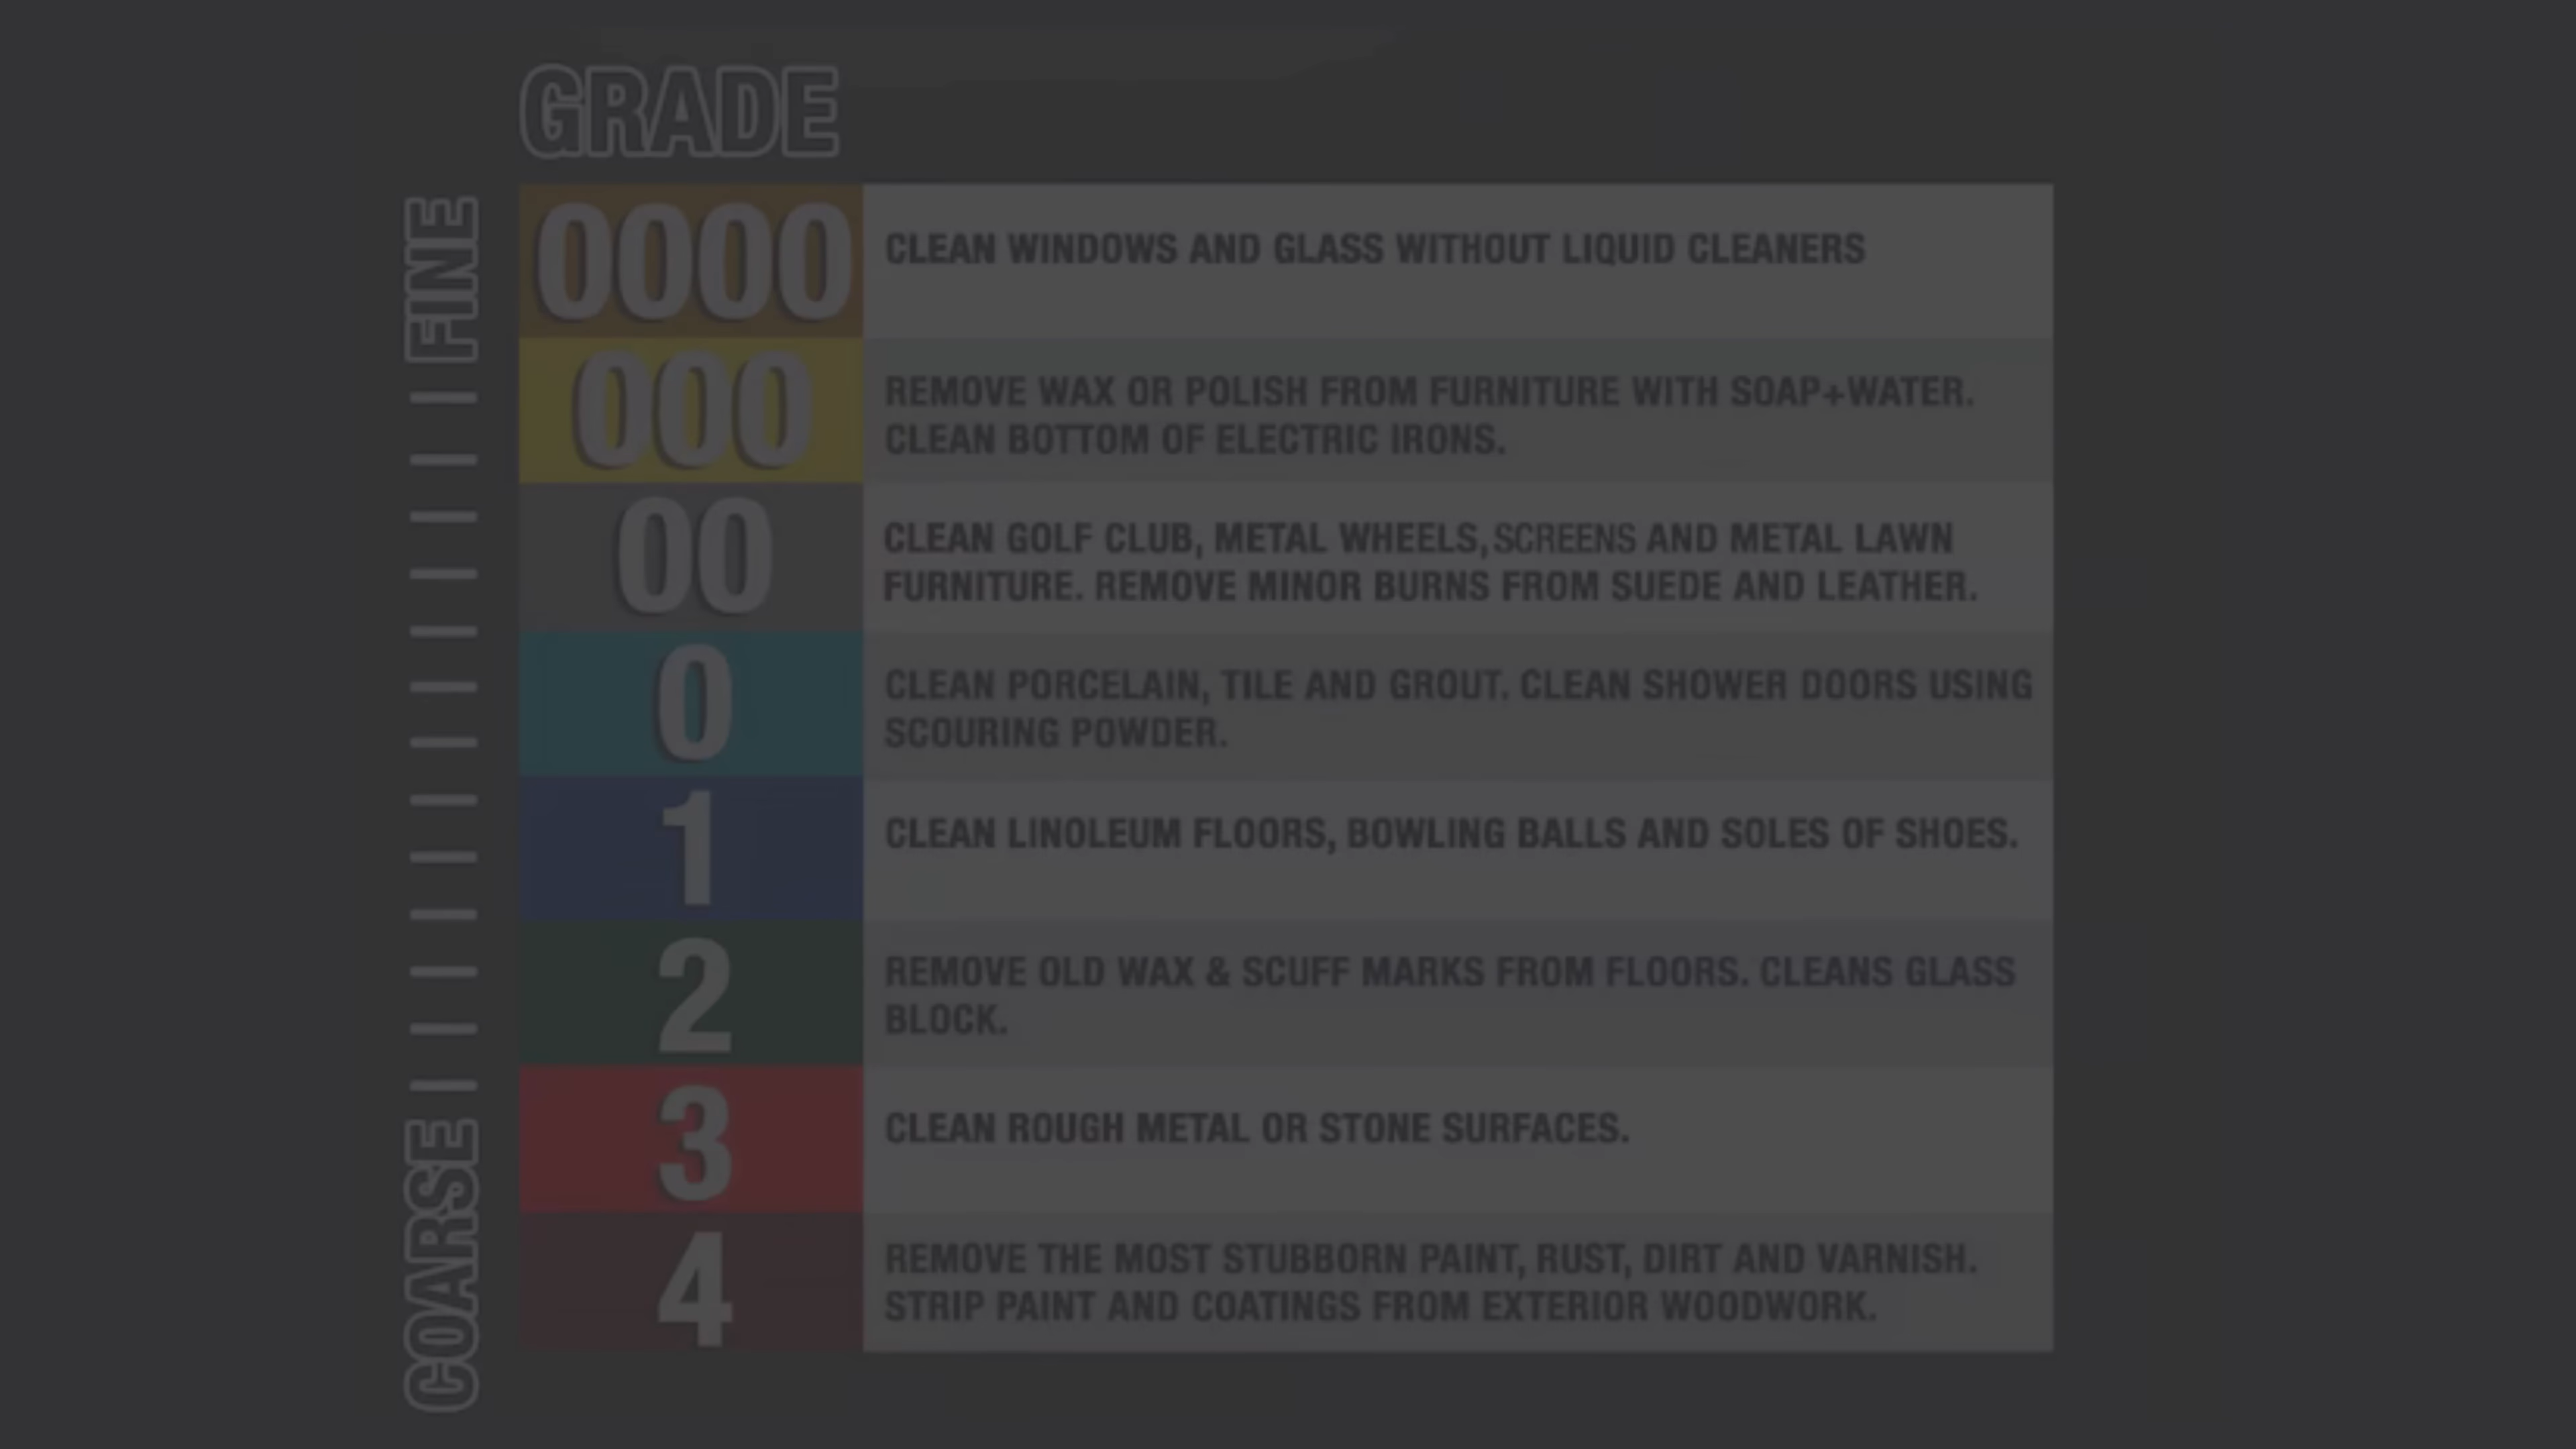 GRADE
FINE
0000
CLEAN WINDOWS AND GLASS WITHOUT LIQUID CLEANERS
000
REMOVE WAX OR POLISH FROM FURNITURE WITH SOAP+WATER.
CLEAN BOTTOM OF ELECTRIC IRONS.
00
CLEAN GOLF CLUB, METAL WHEELS, SCREENS AND METAL LAWN
FURNITURE. REMOVE MINOR BURNS FROM SUEDE AND LEATHER.
0
CLEAN PORCELAIN, TILE AND GROUT. CLEAN SHOWER DOORS USING
SCOURING POWDER.
1
CLEAN LINOLEUM FLOORS, BOWLING BALLS AND SOLES OF SHOES.
2
REMOVE OLD WAX & SCUFF MARKS FROM FLOORS. CLEANS GLASS
BLOCK.
3
CLEAN ROUGH METAL OR STONE SURFACES.
4
REMOVE THE MOST STUBBORN PAINT, RUST, DIRT AND VARNISH.
STRIP PAINT AND COATINGS FROM EXTERIOR WOODWORK.
COARSE